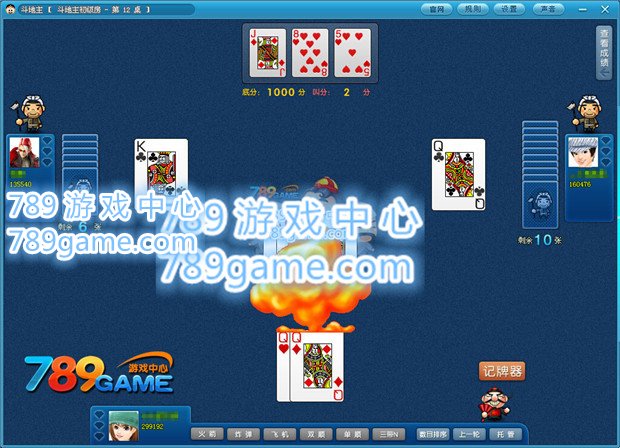 斗地主 [ 斗地主初级房 - 第 12 桌 ]
官网 规则 设置 声音
J 8 5
底分: 1000 分 叫分: 2 分
查看成绩
135540
160476
K
Q
剩余 6 张
剩余 10 张
789 游戏中心
789game.com
789 游戏中心
789game.com
789GAME 游戏中心
Q Q
记牌器
299192
火箭 炸弹 飞机 双顺 单顺 三带N 数目排序 上一轮 托管